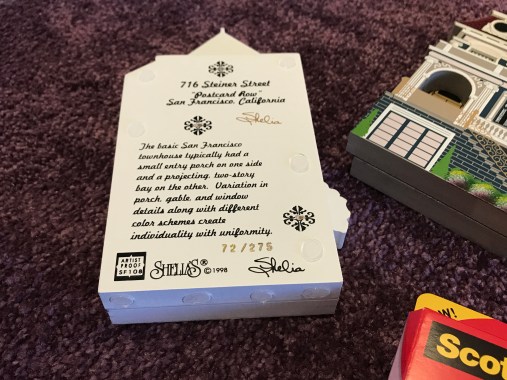 716 Steiner Street
"Postcard Row"
San Francisco, California
Shelia
The basic San Francisco
townhouse typically had a
small entry porch on one side
and a projecting, two-story
bay on the other. Variation in
porch, gable, and window
details along with different
color schemes create
individuality with uniformity.
72/275
ARTIST
PROOF
SF108
SHELIA'S® © 1998
Shelia
W!
Scot